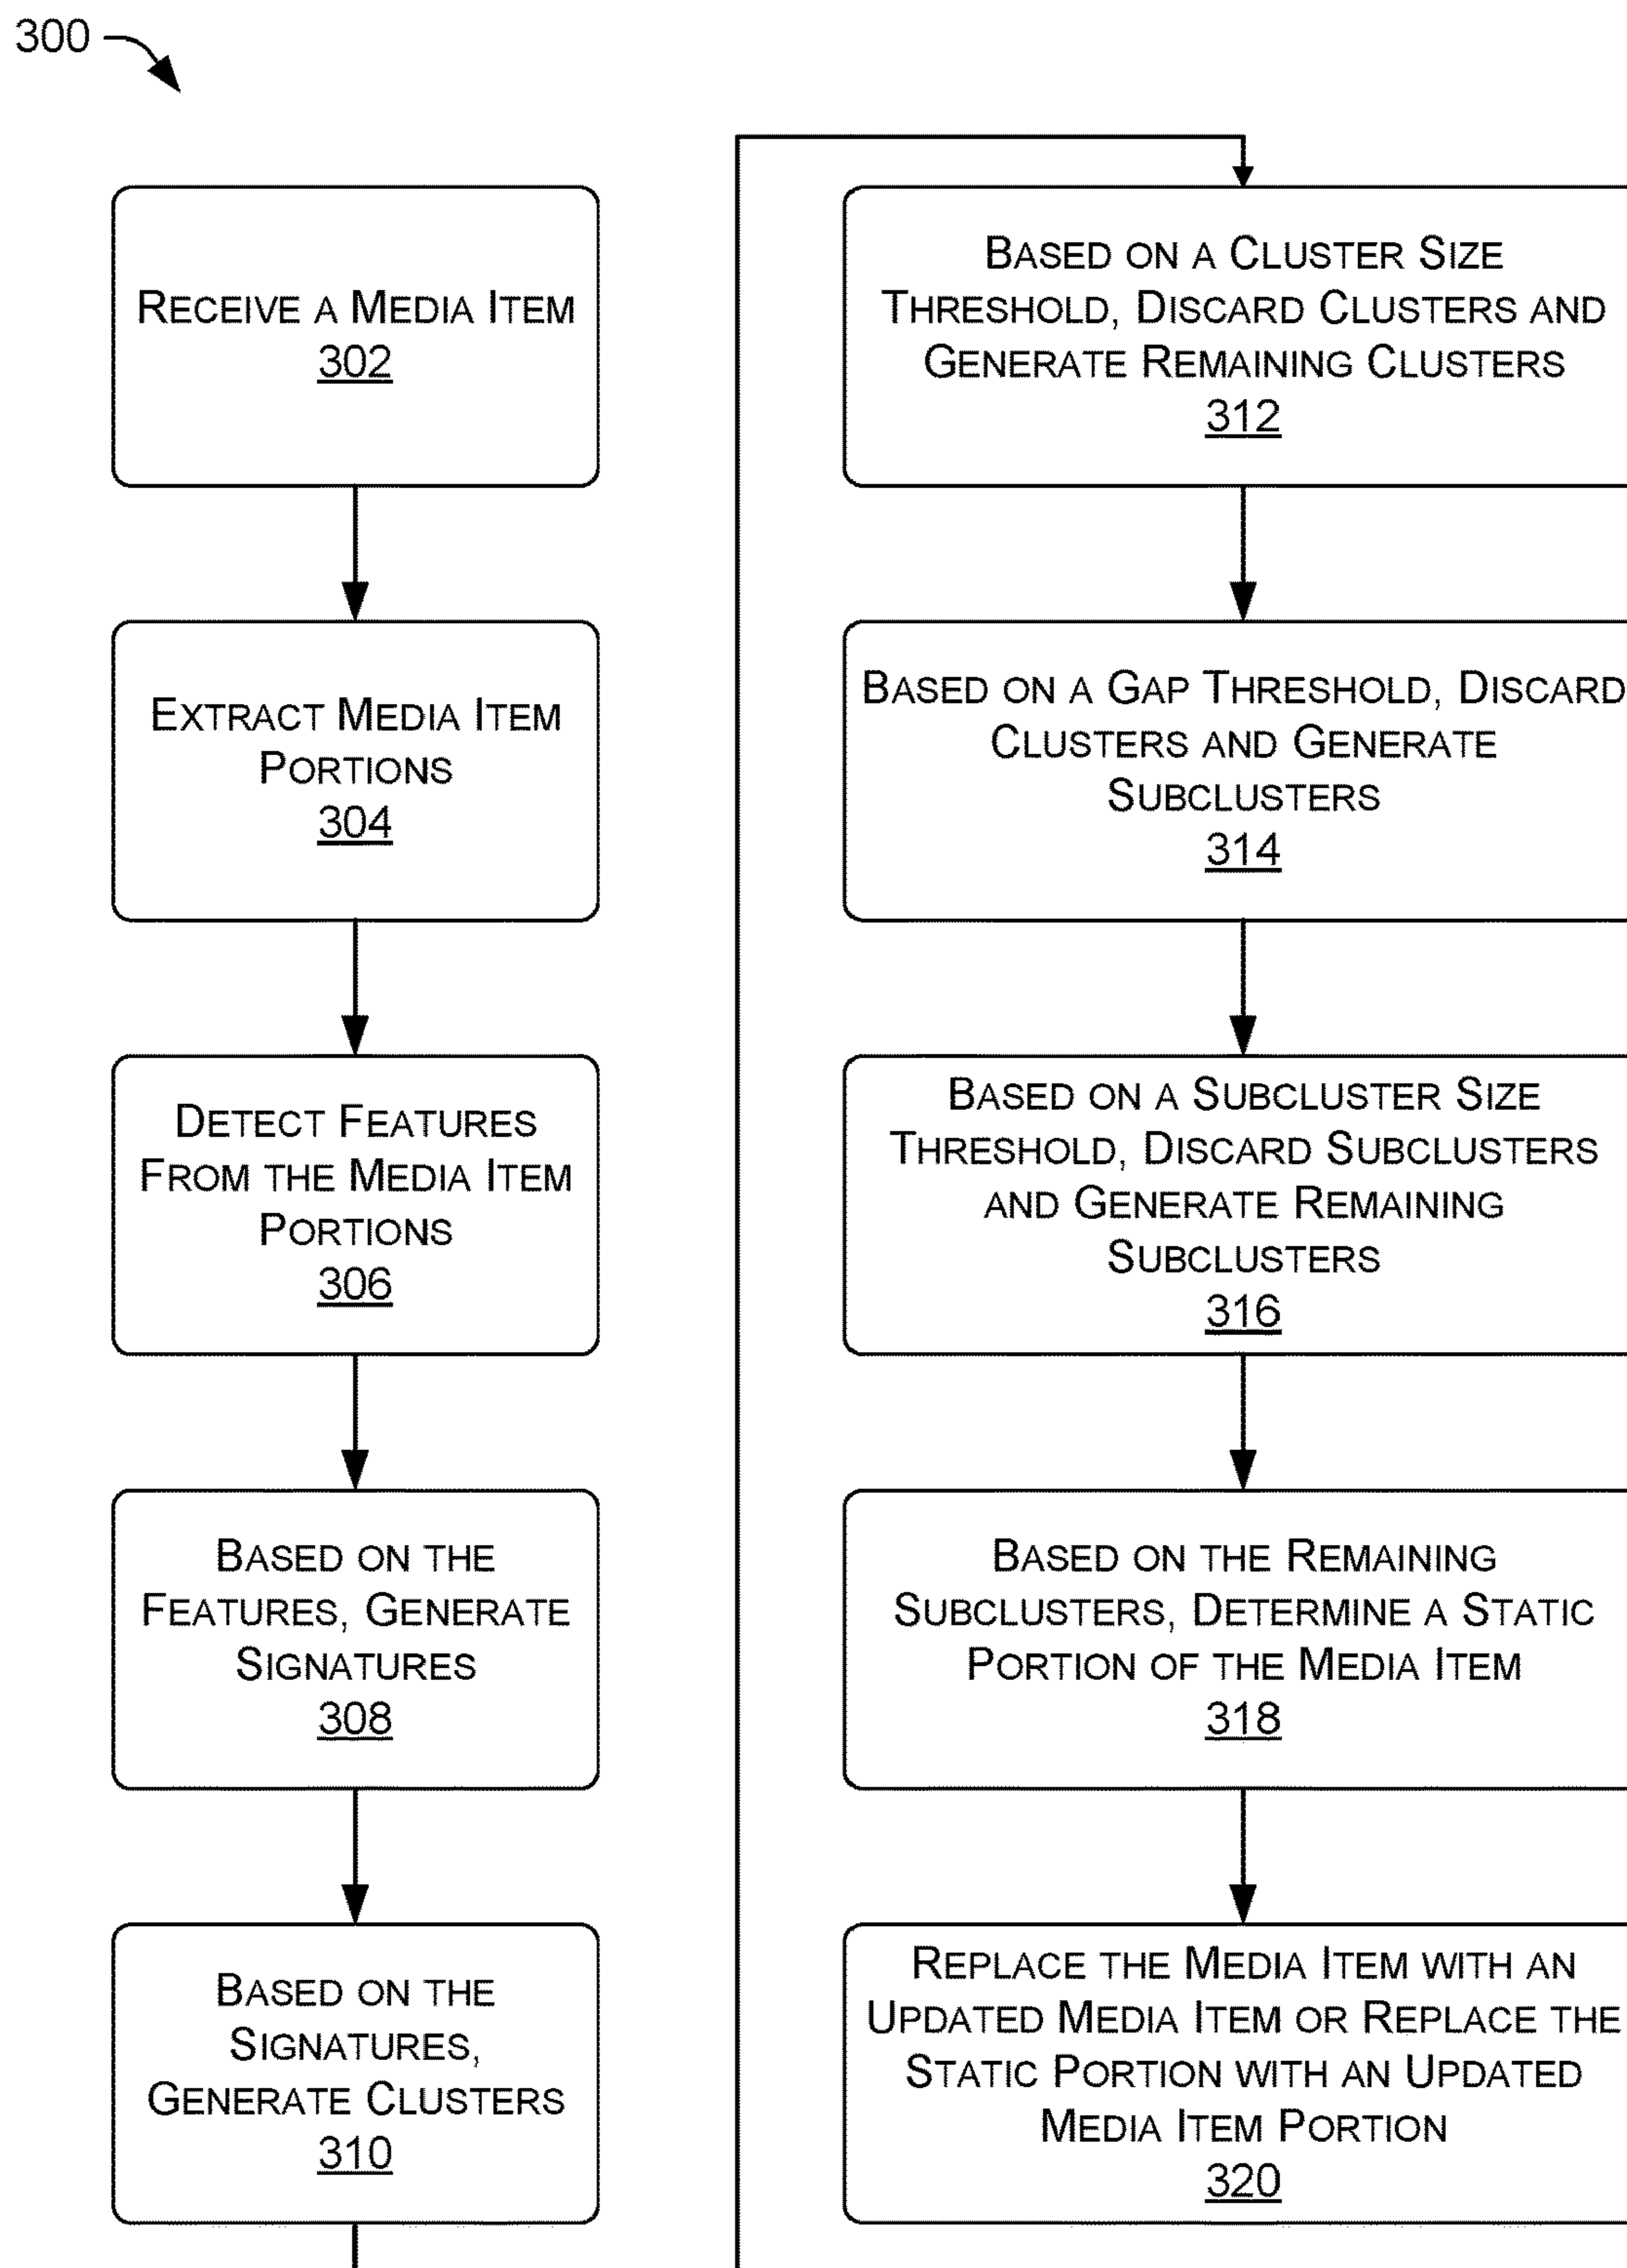 300
RECEIVE A MEDIA ITEM
302
EXTRACT MEDIA ITEM
PORTIONS
304
DETECT FEATURES
FROM THE MEDIA ITEM
PORTIONS
306
BASED ON THE
FEATURES, GENERATE
SIGNATURES
308
BASED ON THE
SIGNATURES,
GENERATE CLUSTERS
310
BASED ON A CLUSTER SIZE
THRESHOLD, DISCARD CLUSTERS AND
GENERATE REMAINING CLUSTERS
312
BASED ON A GAP THRESHOLD, DISCARD
CLUSTERS AND GENERATE
SUBCLUSTERS
314
BASED ON A SUBCLUSTER SIZE
THRESHOLD, DISCARD SUBCLUSTERS
AND GENERATE REMAINING
SUBCLUSTERS
316
BASED ON THE REMAINING
SUBCLUSTERS, DETERMINE A STATIC
PORTION OF THE MEDIA ITEM
318
REPLACE THE MEDIA ITEM WITH AN
UPDATED MEDIA ITEM OR REPLACE THE
STATIC PORTION WITH AN UPDATED
MEDIA ITEM PORTION
320